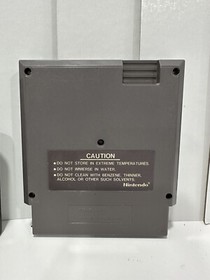 CAUTION
• DO NOT STORE IN EXTREME TEMPERATURES.
• DO NOT IMMERSE IN WATER.
• DO NOT CLEAN WITH BENZENE, THINNER,
ALCOHOL OR OTHER SUCH SOLVENTS.
Nintendo